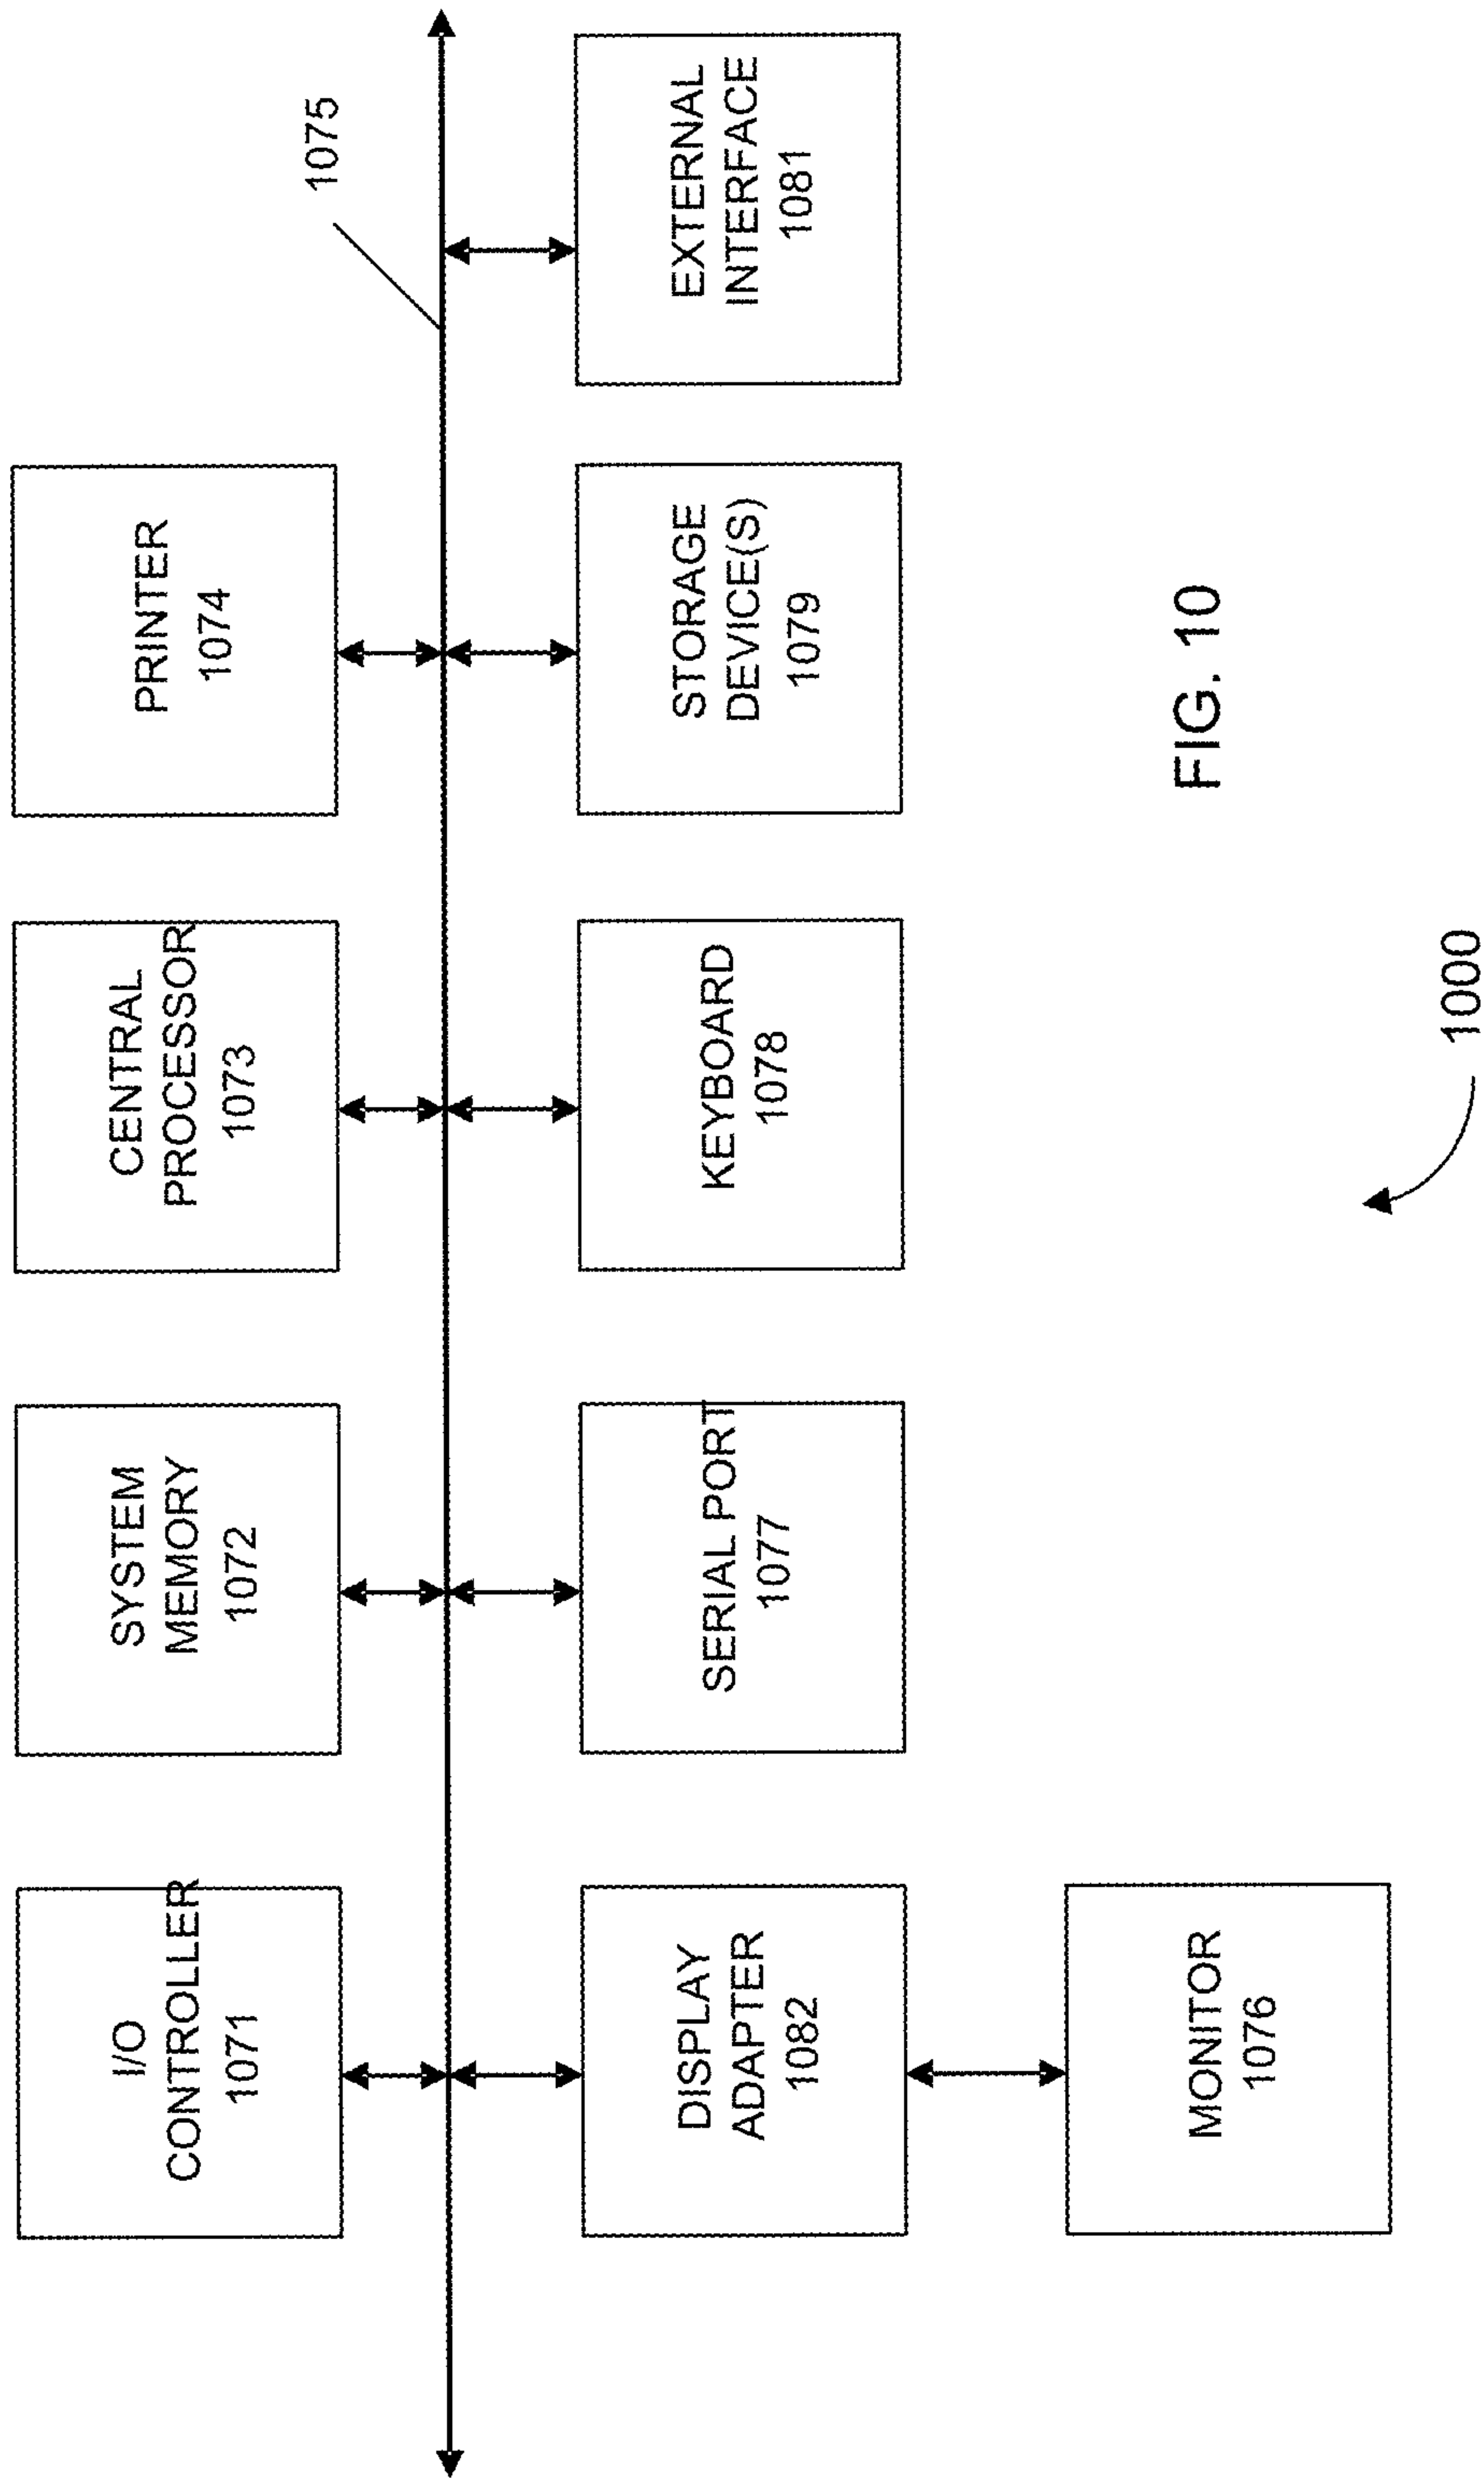 I/O
CONTROLLER
1071
SYSTEM
MEMORY
1072
CENTRAL
PROCESSOR
1073
PRINTER
1074
1075
DISPLAY
ADAPTER
1082
SERIAL PORT
1077
KEYBOARD
1078
STORAGE
DEVICE(S)
1079
EXTERNAL
INTERFACE
1081
MONITOR
1076
FIG. 10
1000